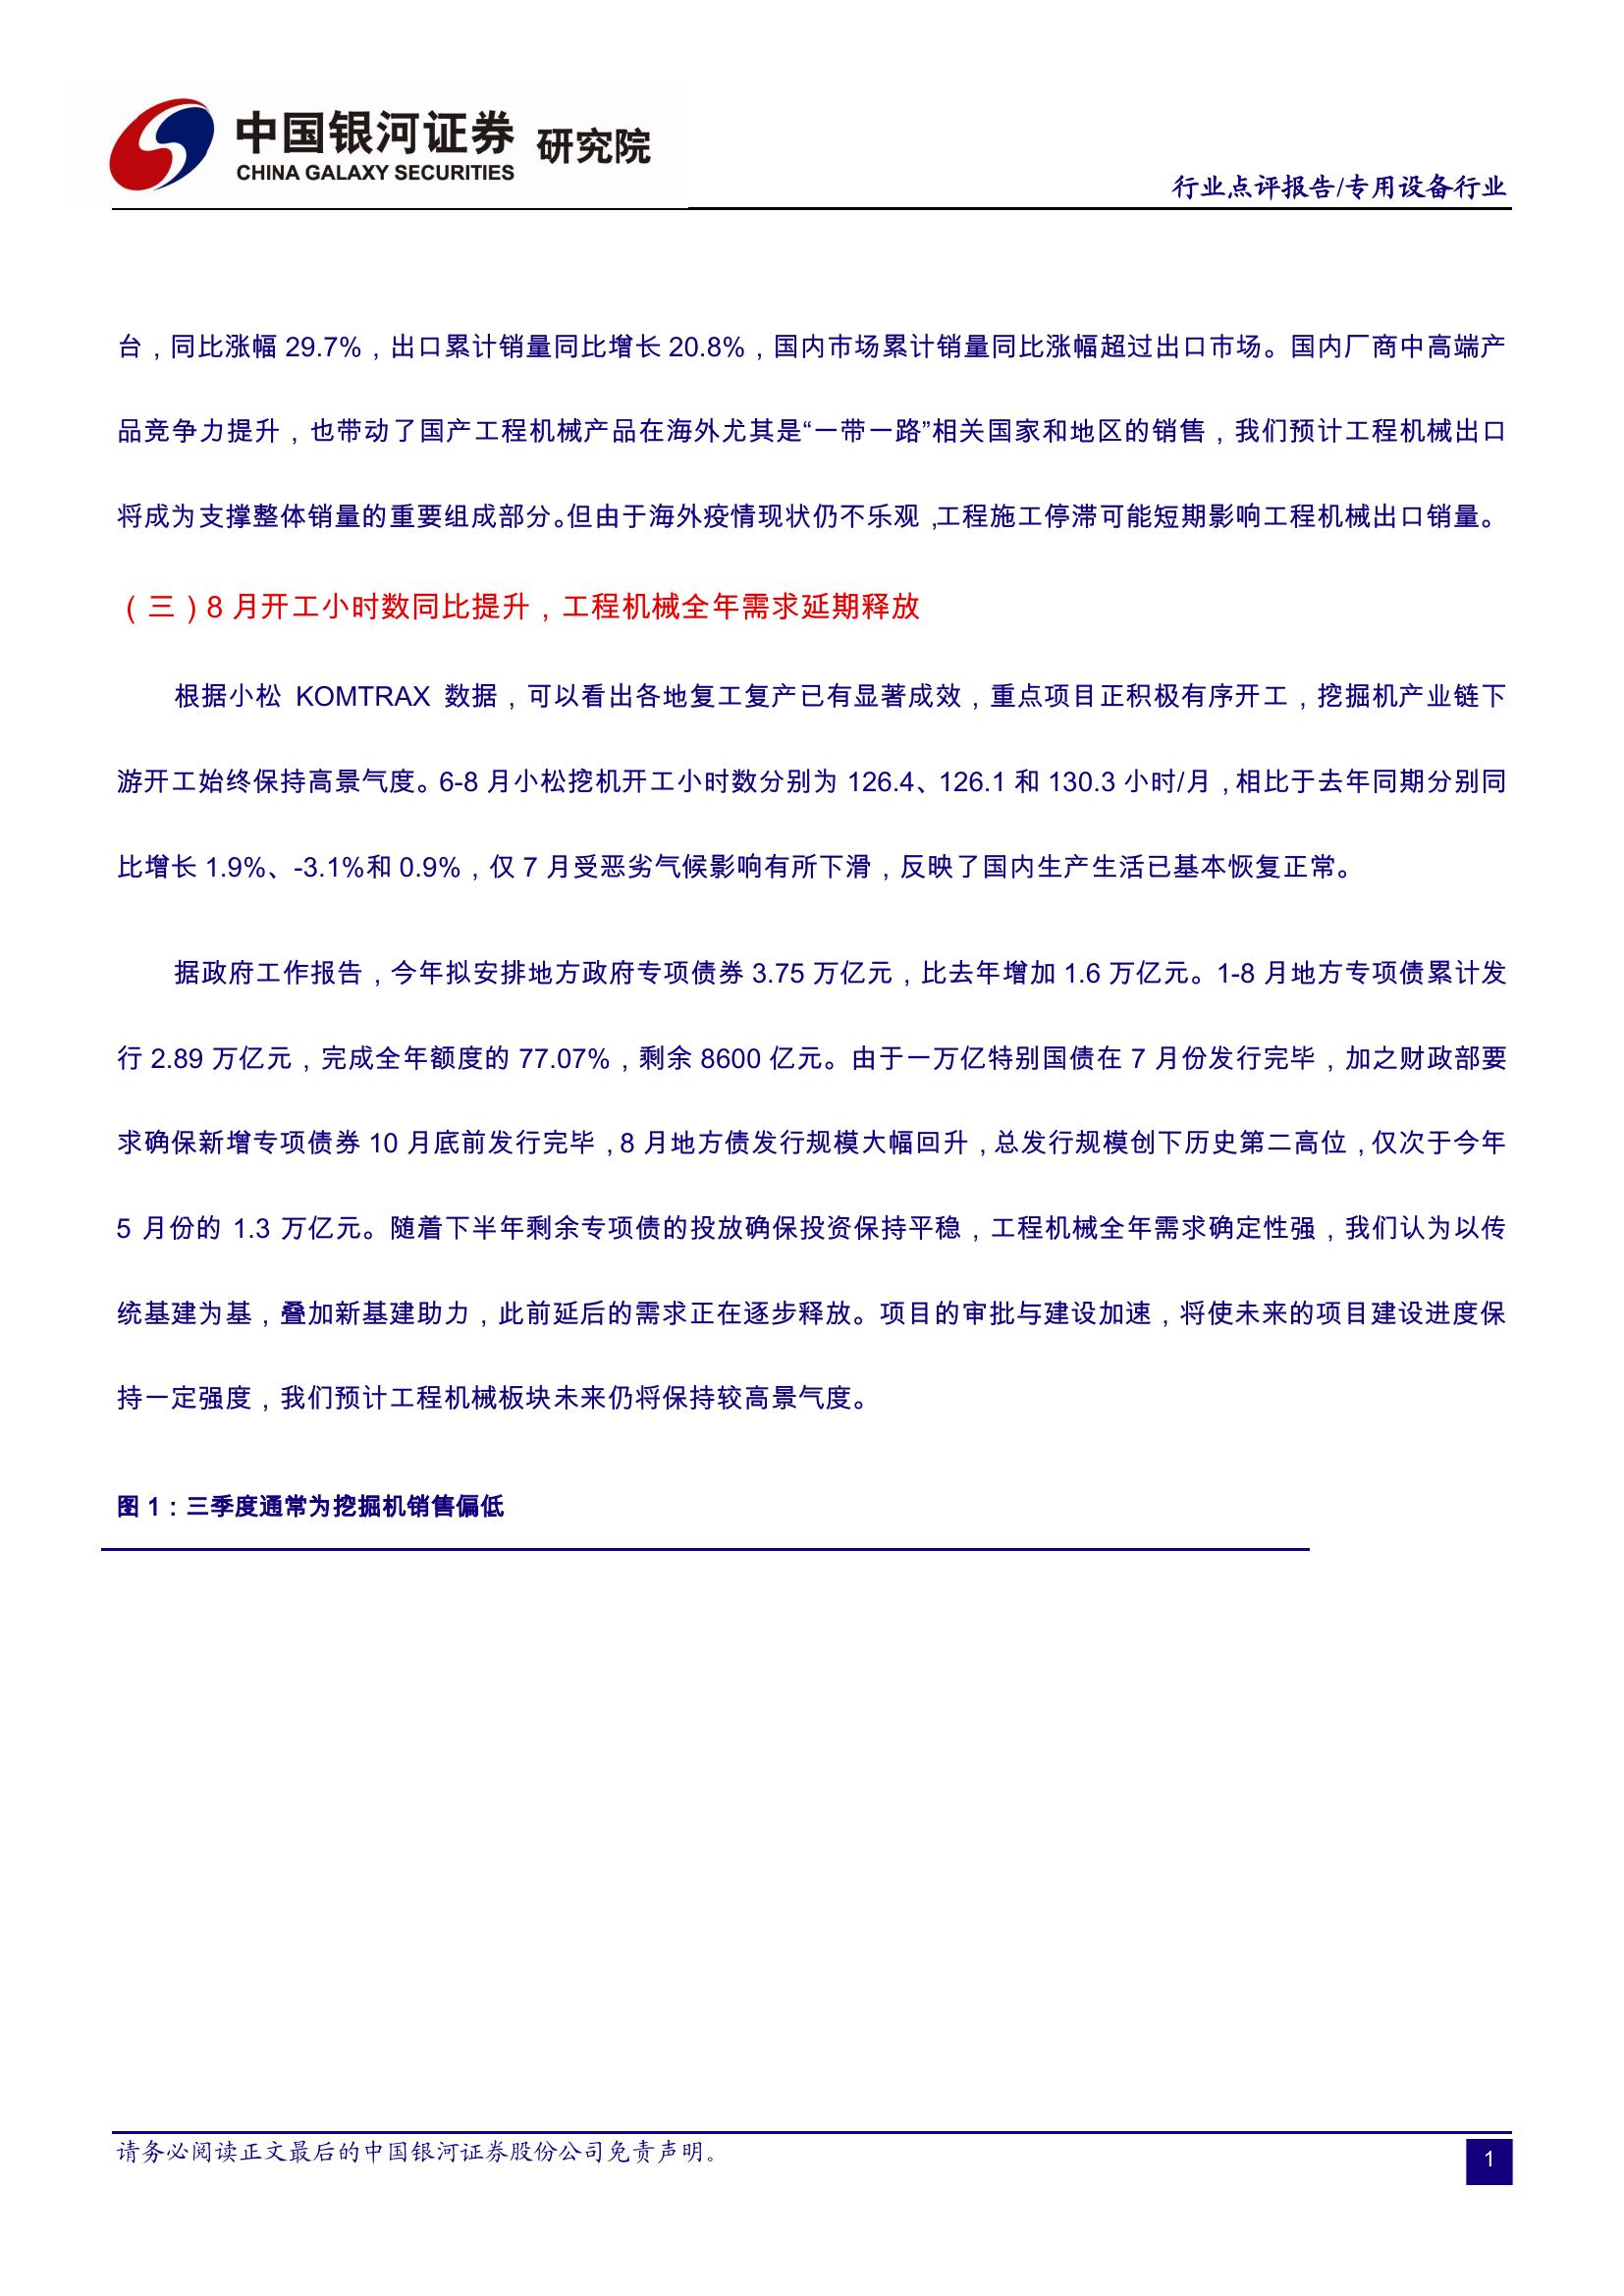 中国银河证券 研究院
CHINA GALAXY SECURITIES
行业点评报告/专用设备行业
台，同比涨幅 29.7%，出口累计销量同比增长 20.8%，国内市场累计销量同比涨幅超过出口市场。国内厂商中高端产
品竞争力提升，也带动了国产工程机械产品在海外尤其是“一带一路”相关国家和地区的销售，我们预计工程机械出口
将成为支撑整体销量的重要组成部分。但由于海外疫情现状仍不乐观，工程施工停滞可能短期影响工程机械出口销量。
（三）8 月开工小时数同比提升，工程机械全年需求延期释放
根据小松 KOMTRAX 数据，可以看出各地复工复产已有显著成效，重点项目正积极有序开工，挖掘机产业链下
游开工始终保持高景气度。6-8 月小松挖机开工小时数分别为 126.4、126.1 和 130.3 小时/月，相比于去年同期分别同
比增长 1.9%、-3.1%和 0.9%，仅 7 月受恶劣气候影响有所下滑，反映了国内生产生活已基本恢复正常。
据政府工作报告，今年拟安排地方政府专项债券 3.75 万亿元，比去年增加 1.6 万亿元。1-8 月地方专项债累计发
行 2.89 万亿元，完成全年额度的 77.07%，剩余 8600 亿元。由于一万亿特别国债在 7 月份发行完毕，加之财政部要
求确保新增专项债券 10 月底前发行完毕，8 月地方债发行规模大幅回升，总发行规模创下历史第二高位，仅次于今年
5 月份的 1.3 万亿元。随着下半年剩余专项债的投放确保投资保持平稳，工程机械全年需求确定性强，我们认为以传
统基建为基，叠加新基建助力，此前延后的需求正在逐步释放。项目的审批与建设加速，将使未来的项目建设进度保
持一定强度，我们预计工程机械板块未来仍将保持较高景气度。
图 1：三季度通常为挖掘机销售偏低
请务必阅读正文最后的中国银河证券股份公司免责声明。
1